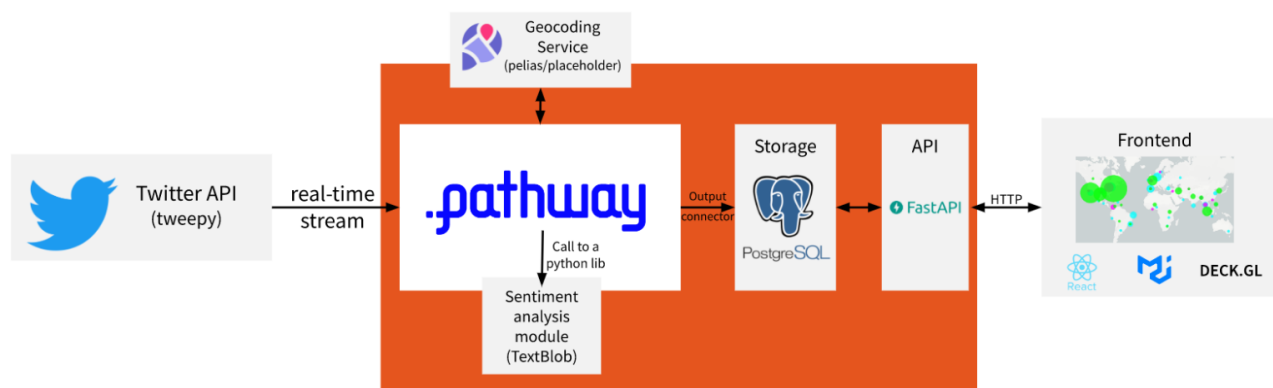 Geocoding
Service
(pelias/placeholder)
Twitter API
(tweepy)
real-time
stream
.pathway
Call to a
python lib
Sentiment
analysis
module
(TextBlob)
Output
connector
Storage
PostgreSQL
API
FastAPI
HTTP
Frontend
React
DECK.GL